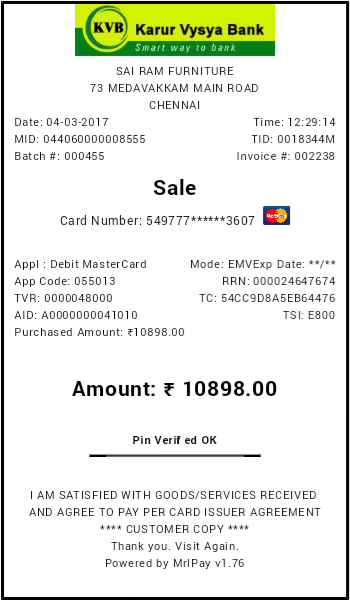 KVB Karur Vysya Bank
Smart way to bank
SAI RAM FURNITURE
73 MEDAVAKKAM MAIN ROAD
CHENNAI
Date: 04-03-2017 Time: 12:29:14
MID: 044060000008555 TID: 0018344M
Batch #: 000455 Invoice #: 002238
Sale
Card Number: 549777******3607 MasterCard
Appl : Debit MasterCard Mode: EMVExp Date: **/**
App Code: 055013 RRN: 000024647674
TVR: 0000048000 TC: 54CC9D8A5EB64476
AID: A0000000041010 TSI: E800
Purchased Amount: ₹10898.00
Amount: ₹ 10898.00
Pin Verified OK
I AM SATISFIED WITH GOODS/SERVICES RECEIVED
AND AGREE TO PAY PER CARD ISSUER AGREEMENT
**** CUSTOMER COPY ****
Thank you. Visit Again.
Powered by MrlPay v1.76